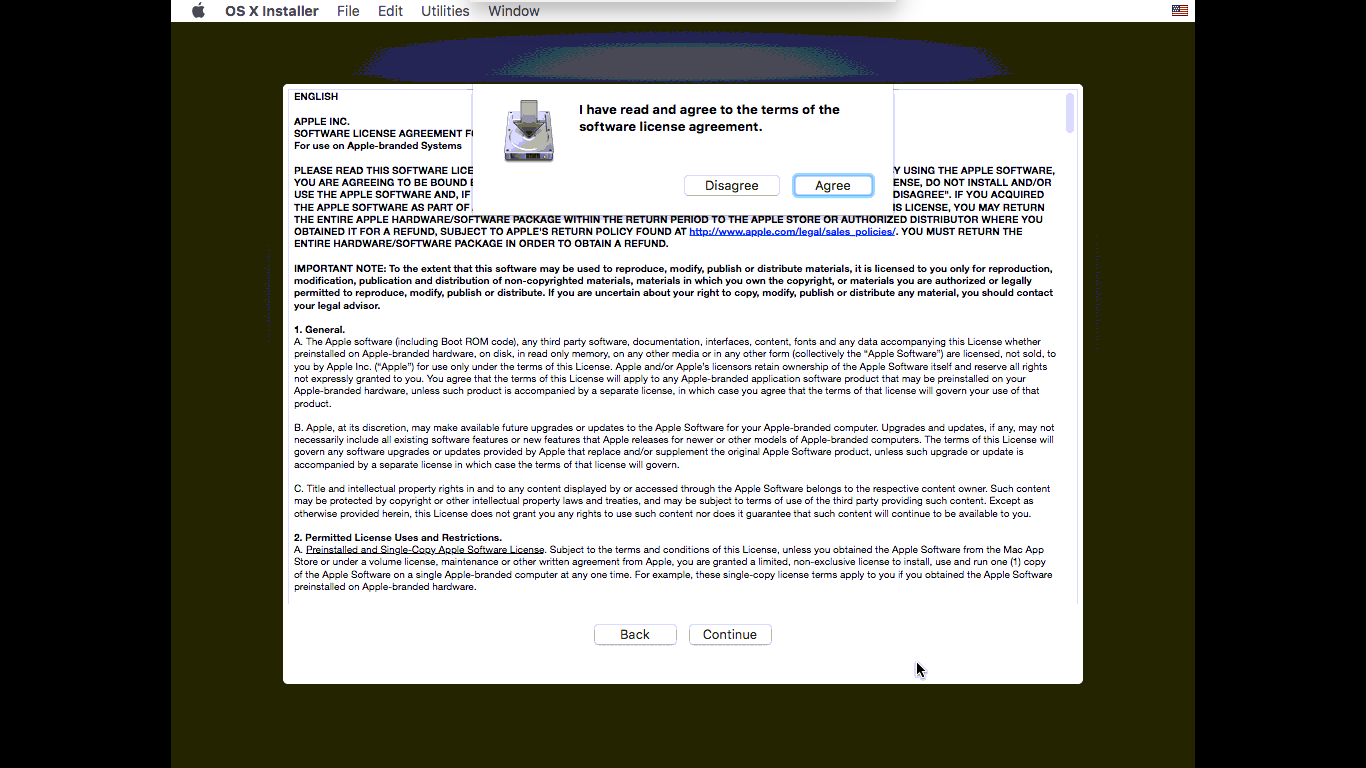 OS X Installer File Edit Utilities Window
I have read and agree to the terms of the
software license agreement.
Disagree Agree
ENGLISH
APPLE INC.
SOFTWARE LICENSE AGREEMENT
For use on Apple-branded Systems
PLEASE READ THIS SOFTWARE USING THE APPLE SOFTWARE,
YOU ARE AGREEING TO BE BOUND DO NOT INSTALL AND/OR
USE THE APPLE SOFTWARE AND, IF DISAGREE". IF YOU ACQUIRED
THE APPLE SOFTWARE AS PART OF LICENSE, YOU MAY RETURN
THE ENTIRE APPLE HARDWARE/SOFTWARE PACKAGE WITHIN THE RETURN PERIOD TO THE APPLE STORE OR AUTHORIZED DISTRIBUTOR WHERE YOU
OBTAINED IT FOR A REFUND, SUBJECT TO APPLE'S RETURN POLICY FOUND AT http://www.apple.com/legal/sales_policies/. YOU MUST RETURN THE
ENTIRE HARDWARE/SOFTWARE PACKAGE IN ORDER TO OBTAIN A REFUND.
IMPORTANT NOTE: To the extent that this software may be used to reproduce, modify, publish or distribute materials, it is licensed to you only for reproduction,
modification, publication and distribution of non-copyrighted materials, materials in which you own the copyright, or materials you are authorized or legally
permitted to reproduce, modify, publish or distribute. If you are uncertain about your right to copy, modify, publish or distribute any material, you should contact
your legal advisor.
1. General.
A. The Apple software (including Boot ROM code), any third party software, documentation, interfaces, content, fonts and any data accompanying this License whether
preinstalled on Apple-branded hardware, on disk, in read only memory, on any other media or in any other form (collectively the “Apple Software”) are licensed, not sold, to
you by Apple Inc. (“Apple”) for use only under the terms of this License. Apple and/or Apple's licensors retain ownership of the Apple Software itself and reserve all rights
not expressly granted to you. You agree that the terms of this License will apply to any Apple-branded application software product that may be preinstalled on your
Apple-branded hardware, unless such product is accompanied by a separate license, in which case you agree that the terms of that license will govern your use of that
product.
B. Apple, at its discretion, may make available future upgrades or updates to the Apple Software for your Apple-branded computer. Upgrades and updates, if any, may not
necessarily include all existing software features or new features that Apple releases for newer or other models of Apple-branded computers. The terms of this License will
govern any software upgrades or updates provided by Apple that replace and/or supplement the original Apple Software product, unless such upgrade or update is
accompanied by a separate license in which case the terms of that license will govern.
C. Title and intellectual property rights in and to any content displayed by or accessed through the Apple Software belongs to the respective content owner. Such content
may be protected by copyright or other intellectual property laws and treaties, and may be subject to terms of use of the third party providing such content. Except as
otherwise provided herein, this License does not grant you any rights to use such content nor does it guarantee that such content will continue to be available to you.
2. Permitted License Uses and Restrictions.
A. Preinstalled and Single-Copy Apple Software License. Subject to the terms and conditions of this License, unless you obtained the Apple Software from the Mac App
Store or under a volume license, maintenance or other written agreement from Apple, you are granted a limited, non-exclusive license to install, use and run one (1) copy
of the Apple Software on a single Apple-branded computer at any one time. For example, these single-copy license terms apply to you if you obtained the Apple Software
preinstalled on Apple-branded hardware.
Back Continue